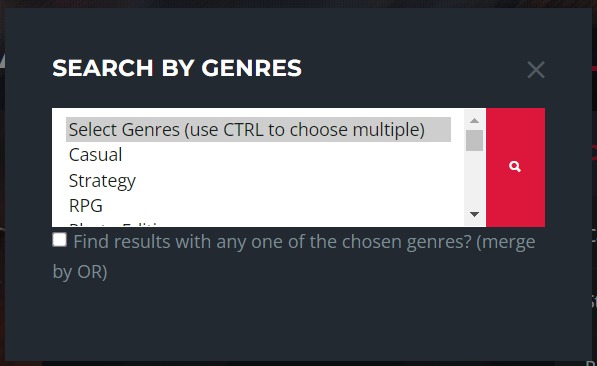 SEARCH BY GENRES
Select Genres (use CTRL to choose multiple)
Casual
Strategy
RPG
Find results with any one of the chosen genres? (merge
by OR)